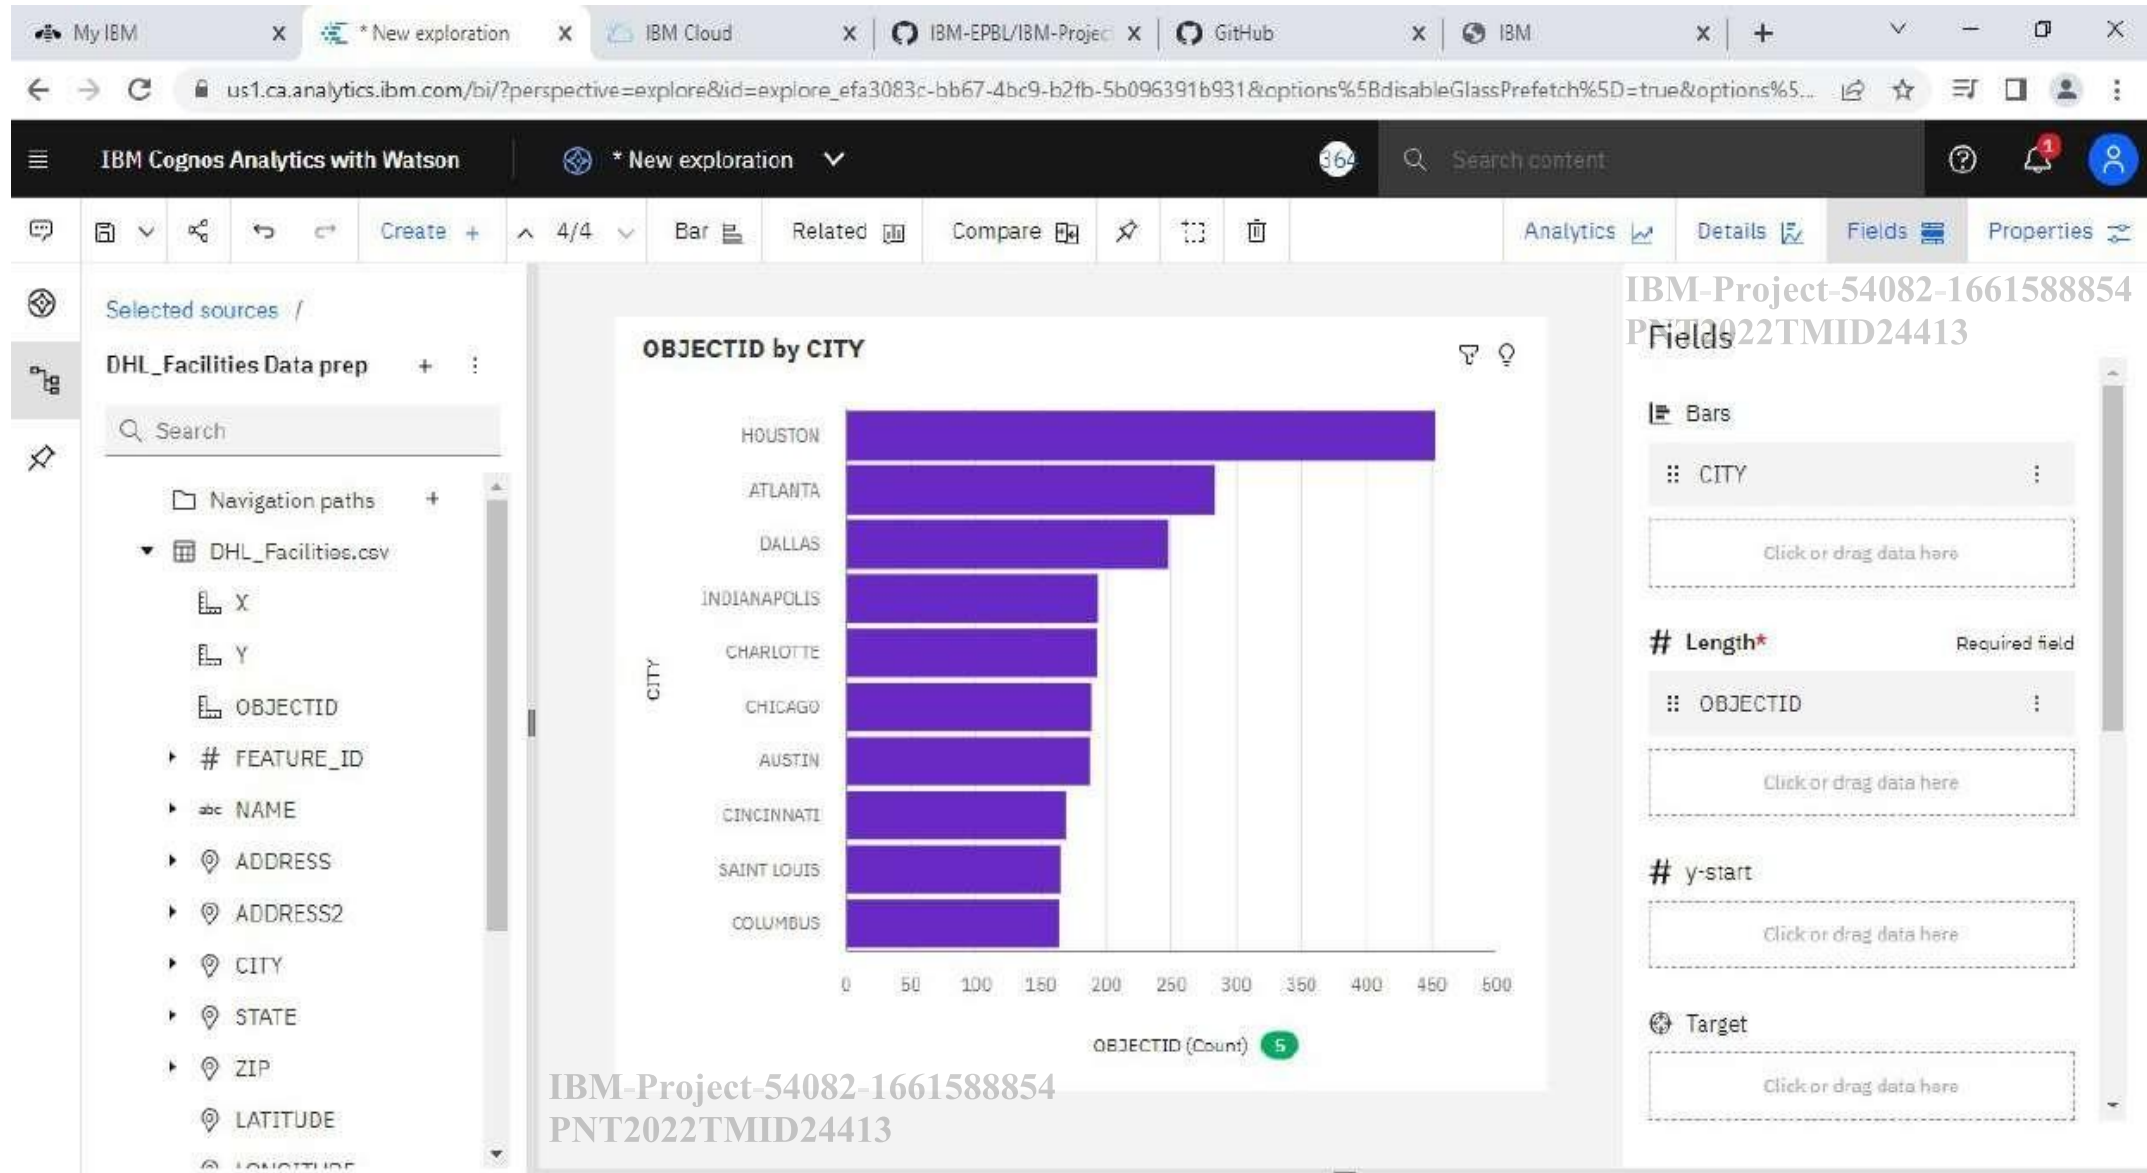 My IBM
* New exploration
IBM Cloud
IBM-EPBL/IBM-Projec
GitHub
IBM
us1.ca.analytics.ibm.com/bi/?perspective=explore&id=explore_efa3083c-bb67-4bc9-b2fb-5b096391b931&options%5BdisableGlassPrefetch%5D=true&options%5...
IBM Cognos Analytics with Watson
* New exploration
364
Search content
1
Create +
4/4
Bar
Related
Compare
Analytics
Details
Fields
Properties
IBM-Project-54082-1661588854
PNT2022TMID24413
Selected sources /
DHL_Facilities Data prep
Search
Navigation paths
DHL_Facilities.csv
X
Y
OBJECTID
# FEATURE_ID
abc NAME
ADDRESS
ADDRESS2
CITY
STATE
ZIP
LATITUDE
LONGITUDE
OBJECTID by CITY
CITY
HOUSTON
ATLANTA
DALLAS
INDIANAPOLIS
CHARLOTTE
CHICAGO
AUSTIN
CINCINNATI
SAINT LOUIS
COLUMBUS
0 50 100 150 200 250 300 350 400 450 500
OBJECTID (Count) 5
IBM-Project-54082-1661588854
PNT2022TMID24413
Fields
Bars
CITY
Click or drag data here
# Length* Required field
OBJECTID
Click or drag data here
# y-start
Click or drag data here
Target
Click or drag data here